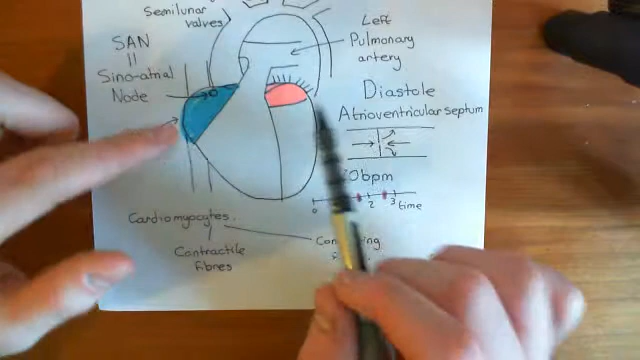 Semilunar
valves
SAN
=
Sino-atrial
Node
Left
Pulmonary
artery
Diastole
Atrioventricular septum
0bpm
0 2 3 time
Cardiomyocytes.
Contractile
fibres